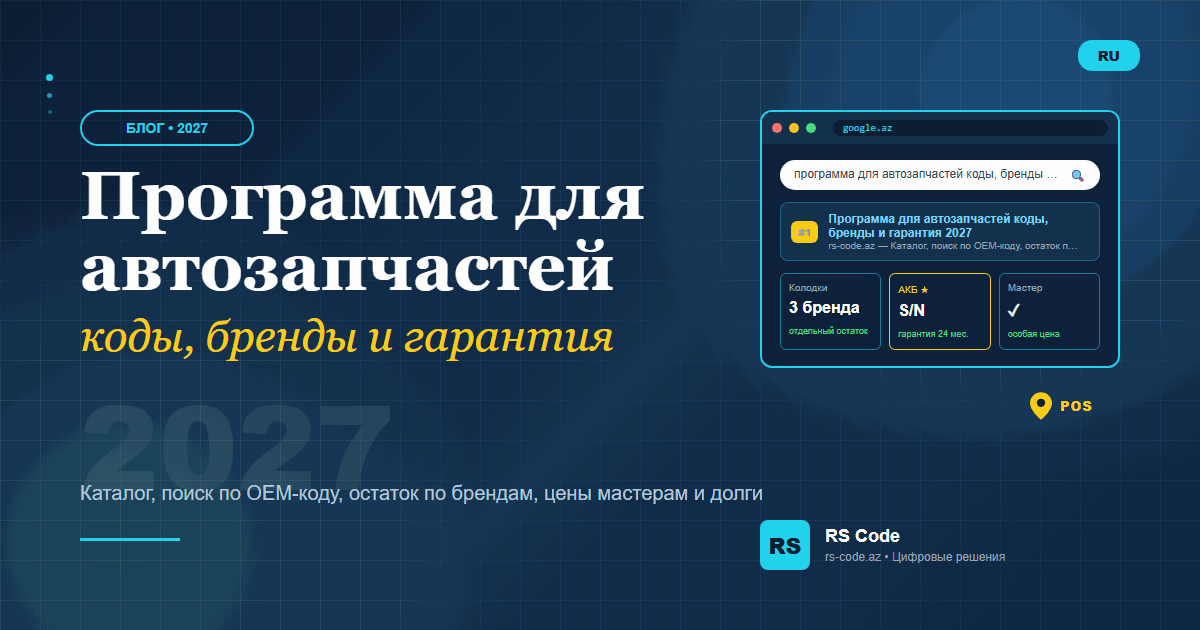 RU
БЛОГ • 2027
Программа для
автозапчастей
коды, бренды и гарантия
2027
Каталог, поиск по OEM-коду, остаток по брендам, цены мастерам и долги
google.az
программа для автозапчастей коды, бренды ...
#1
Программа для автозапчастей коды,
бренды и гарантия 2027
rs-code.az — Каталог, поиск по OEM-коду, остаток п...
Колодки
3 бренда
отдельный остаток
АКБ ★
S/N
гарантия 24 мес.
Мастер
✓
особая цена
POS
RS
RS Code
rs-code.az • Цифровые решения